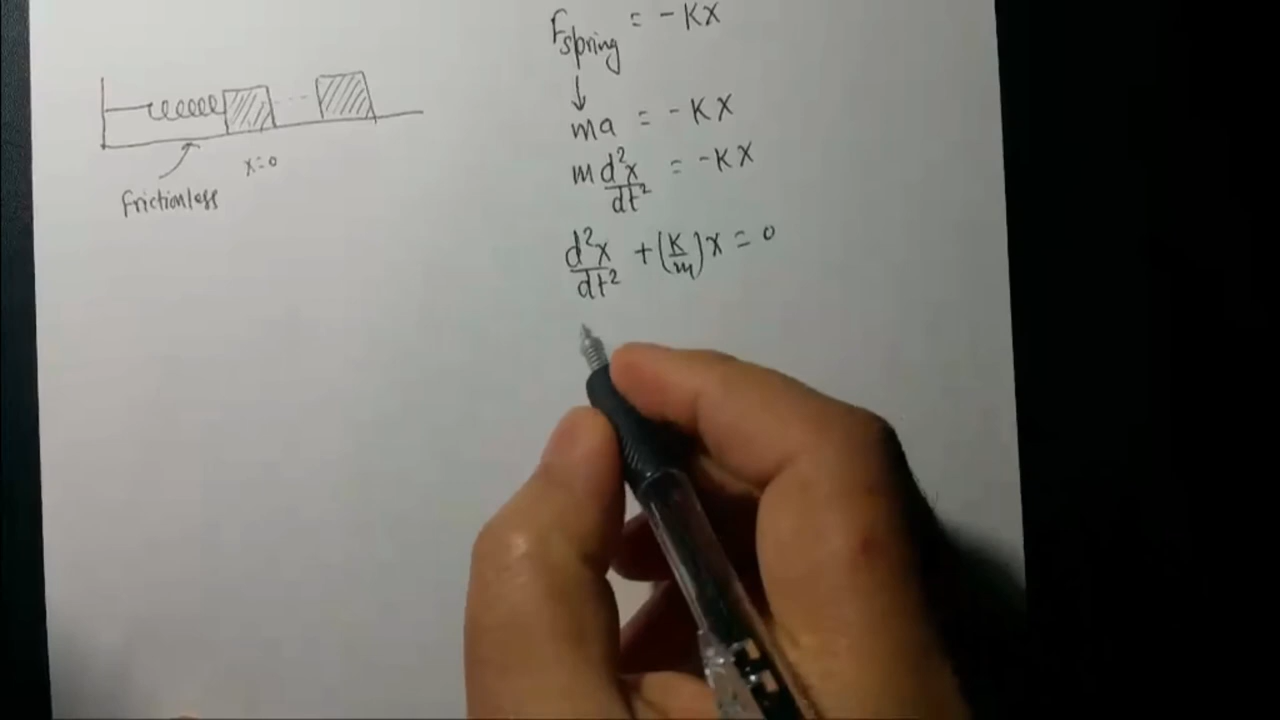 x=0
frictionless
Fspring = -Kx
ma = -Kx
m d²x/dt² = -Kx
d²x/dt² + (K/m)x = 0